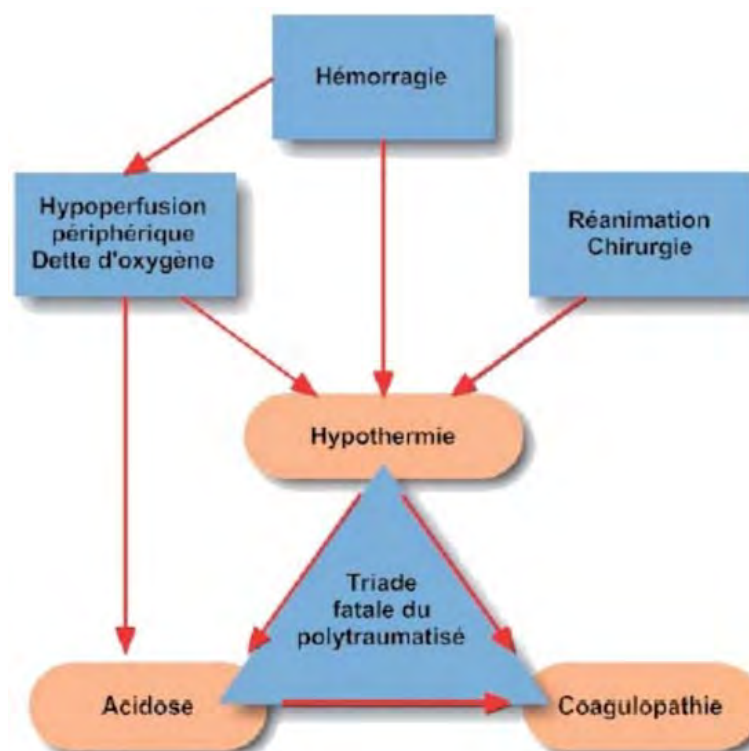 Hémorragie
Hypoperfusion
périphérique
Dette d'oxygène
Réanimation
Chirurgie
Hypothermie
Triade
fatale du
polytraumatisé
Acidose
Coagulopathie